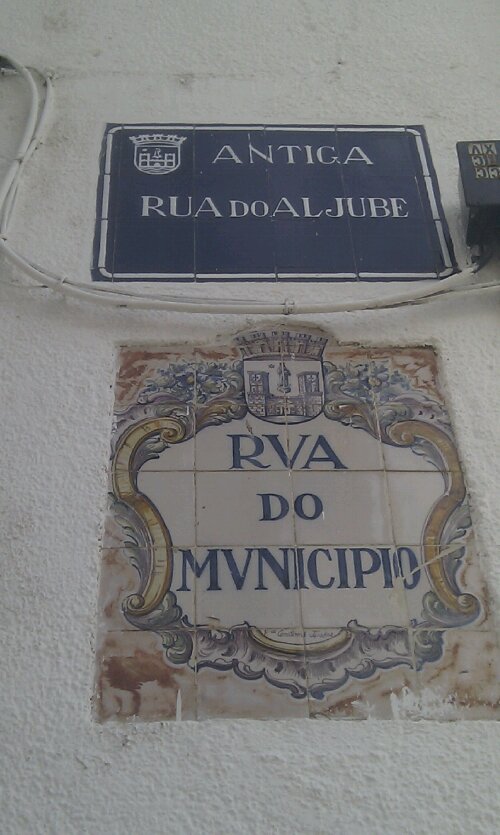 ANTIGA
RUA DO ALJUBE
RVA
DO
MVNICIPIO